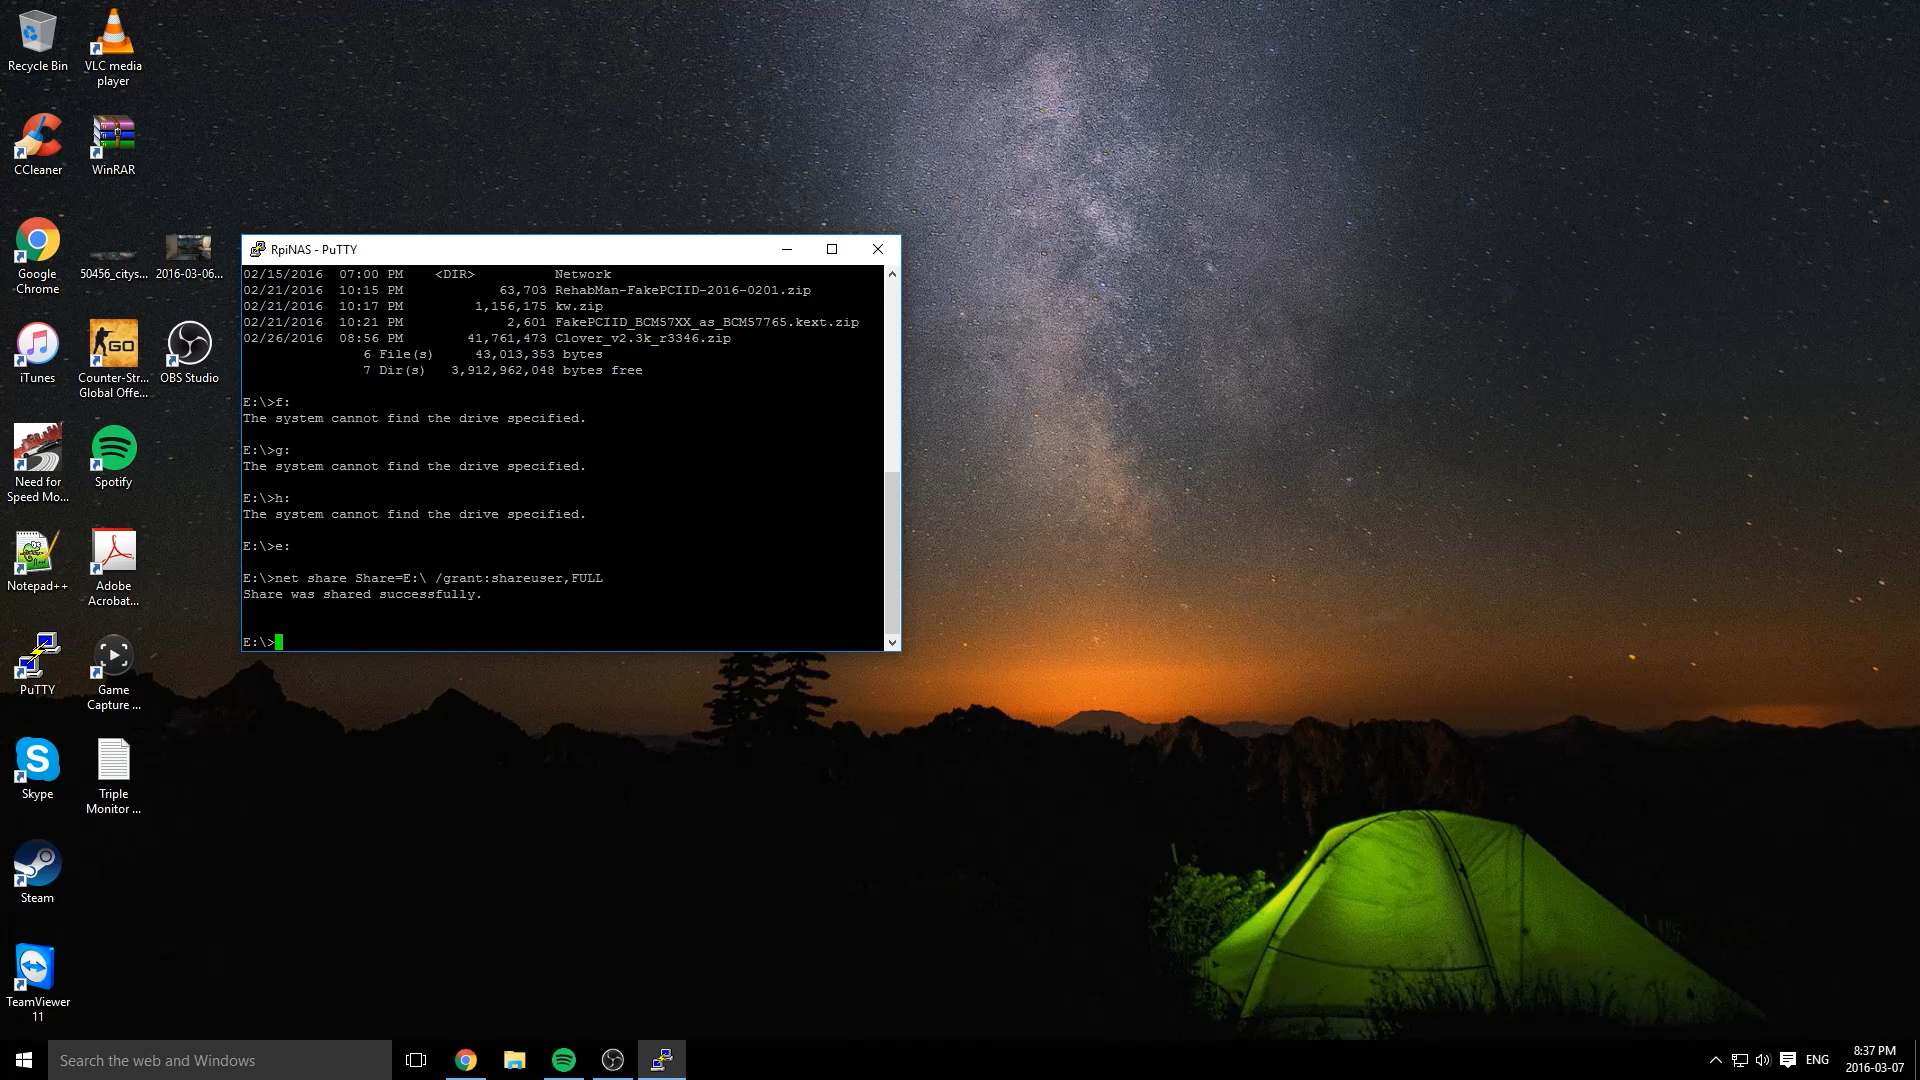 Recycle Bin
VLC media
player
CCleaner
WinRAR
Google
Chrome
50456_citys...
2016-03-06...
iTunes
Counter-Str...
Global Offe...
OBS Studio
Need for
Speed Mo...
Spotify
Notepad++
Adobe
Acrobat...
PuTTY
Game
Capture ...
Skype
Triple
Monitor ...
Steam
TeamViewer
11
RpiNAS - PuTTY
02/15/2016  07:00 PM    <DIR>          Network
02/21/2016  10:15 PM            63,703 RehabMan-FakePCIID-2016-0201.zip
02/21/2016  10:17 PM         1,156,175 kw.zip
02/21/2016  10:21 PM             2,601 FakePCIID_BCM57XX_as_BCM57765.kext.zip
02/26/2016  08:56 PM        41,761,473 Clover_v2.3k_r3346.zip
6 File(s)     43,013,353 bytes
7 Dir(s)   3,912,962,048 bytes free
E:\>f:
The system cannot find the drive specified.
E:\>g:
The system cannot find the drive specified.
E:\>h:
The system cannot find the drive specified.
E:\>e:
E:\>net share Share=E:\ /grant:shareuser,FULL
Share was shared successfully.
E:\>
Search the web and Windows
ENG
8:37 PM
2016-03-07